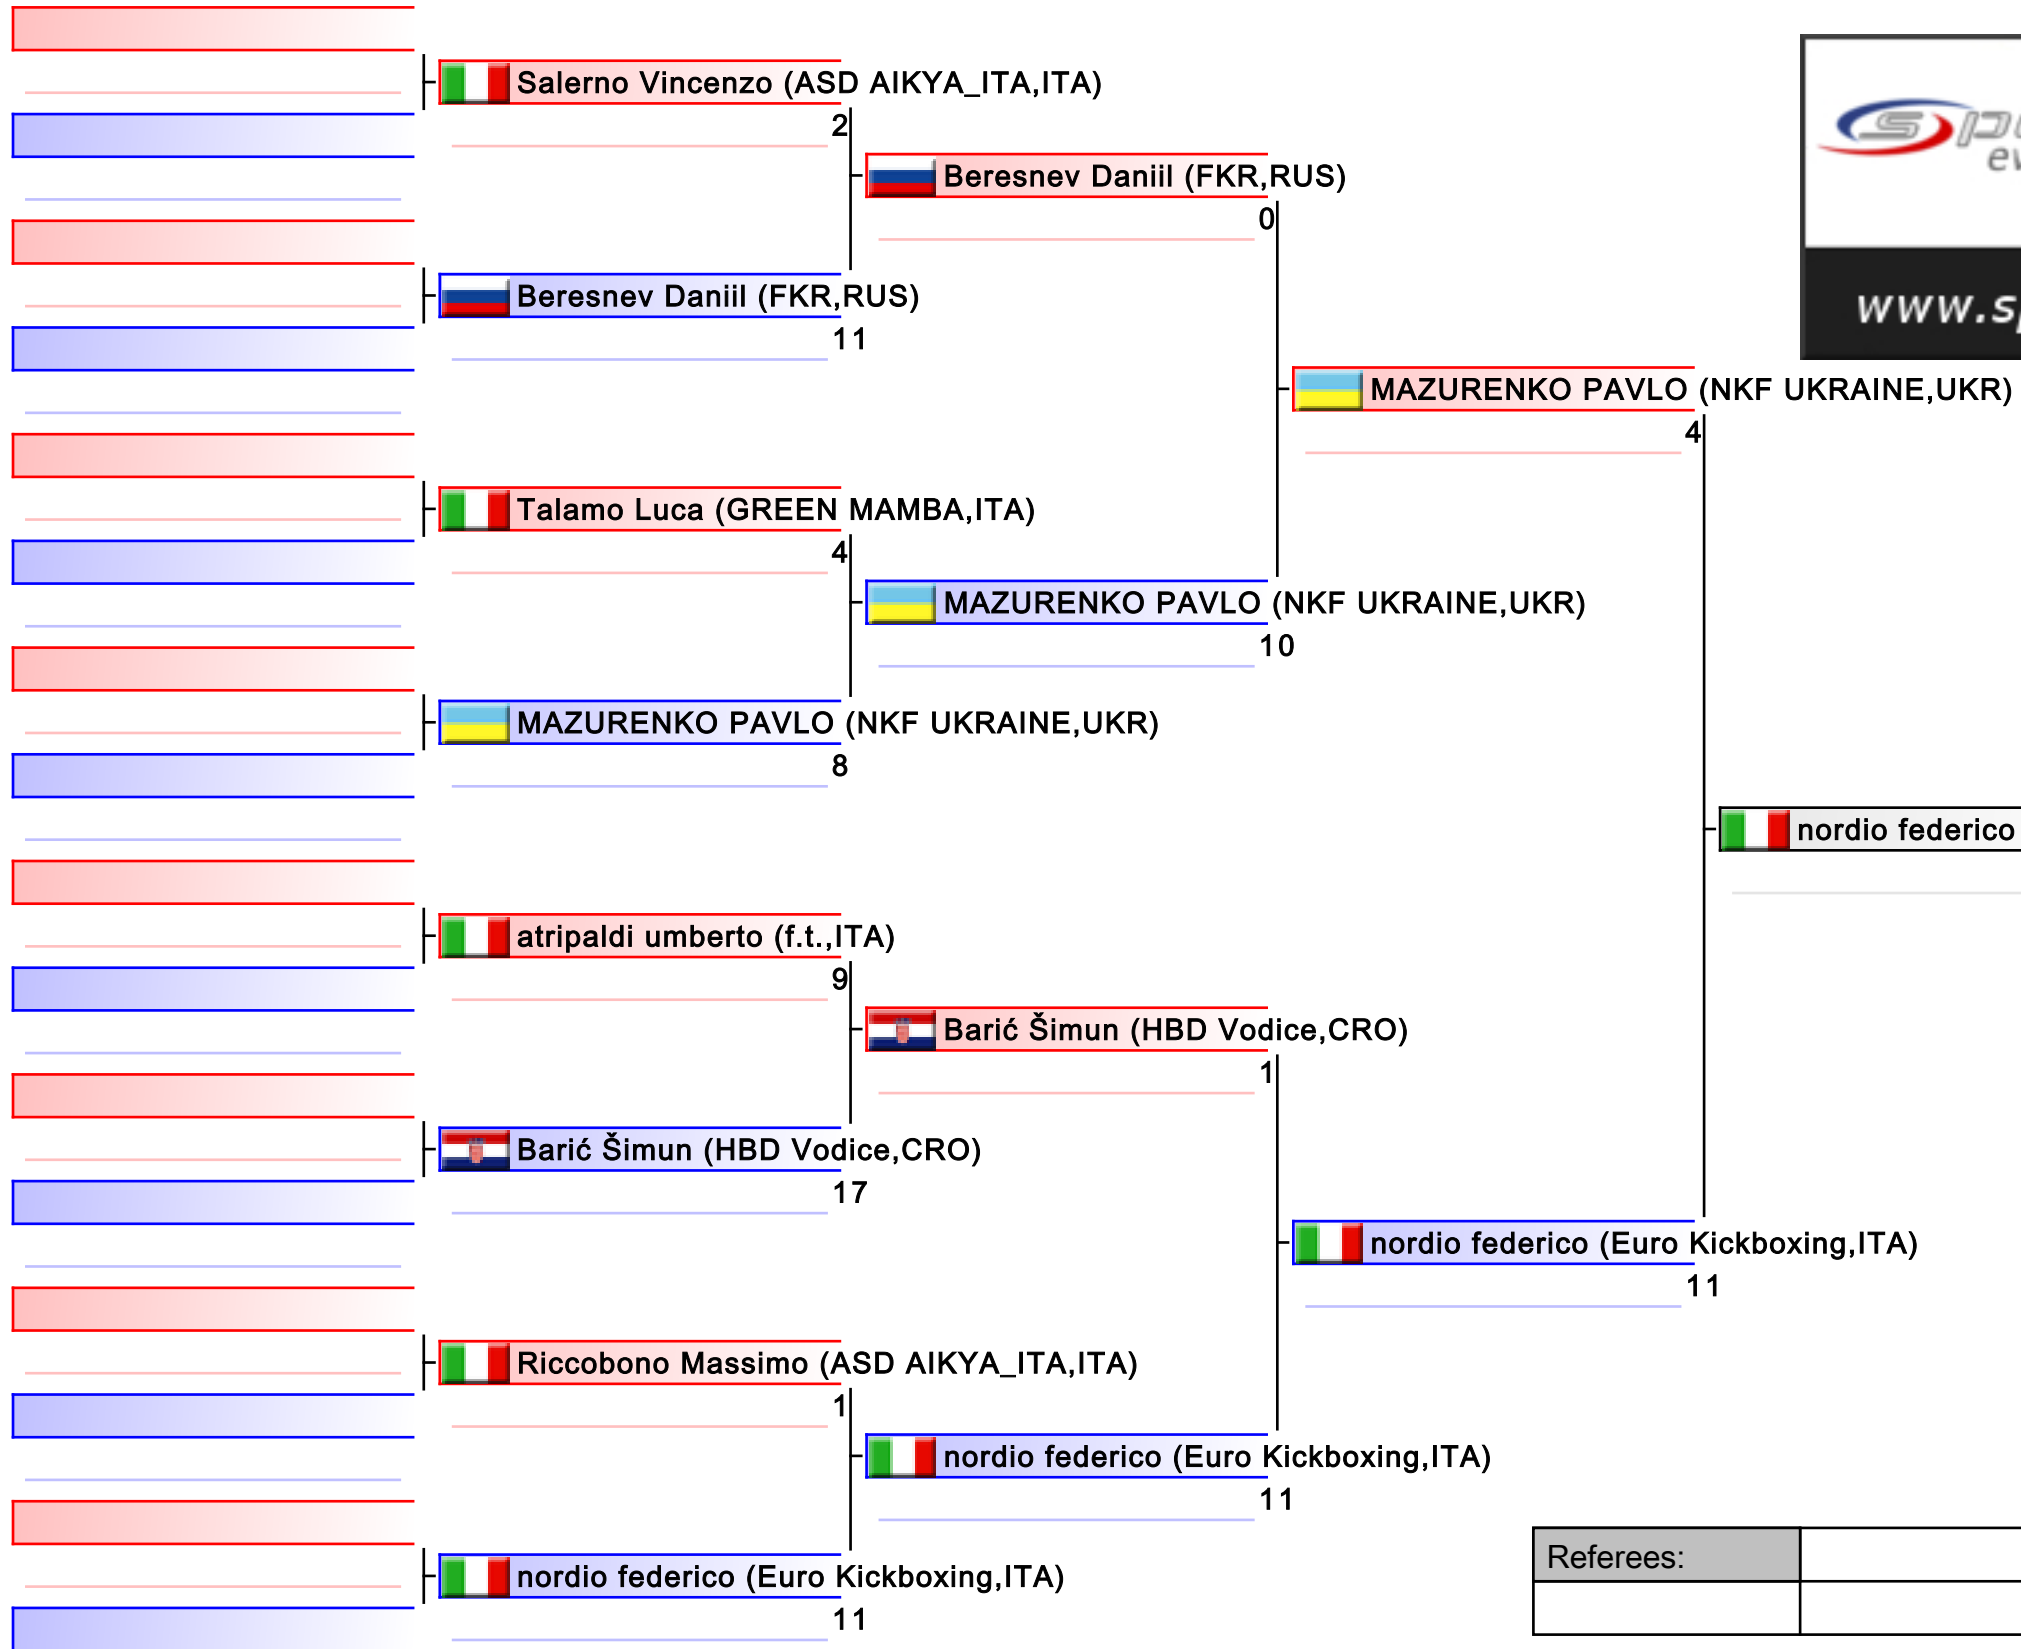 Salerno Vincenzo (ASD AIKYA_ITA,ITA)
2
Beresnev Daniil (FKR,RUS)
0
Beresnev Daniil (FKR,RUS)
11
MAZURENKO PAVLO (NKF UKRAINE,UKR)
4
Talamo Luca (GREEN MAMBA,ITA)
4
MAZURENKO PAVLO (NKF UKRAINE,UKR)
10
MAZURENKO PAVLO (NKF UKRAINE,UKR)
8
nordio federico
atripaldi umberto (f.t.,ITA)
9
Barić Šimun (HBD Vodice,CRO)
1
Barić Šimun (HBD Vodice,CRO)
17
nordio federico (Euro Kickboxing,ITA)
11
Riccobono Massimo (ASD AIKYA_ITA,ITA)
1
nordio federico (Euro Kickboxing,ITA)
11
nordio federico (Euro Kickboxing,ITA)
11
Referees: